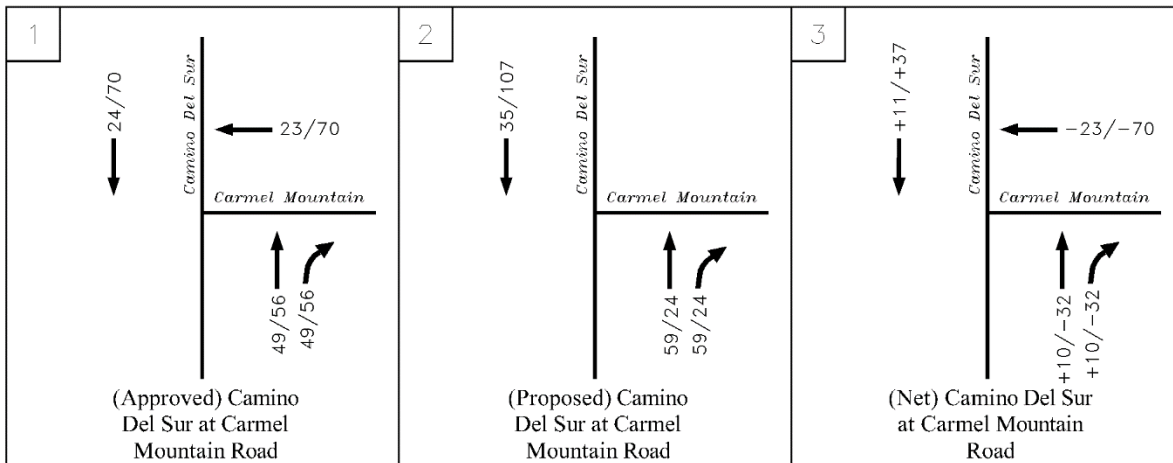 1
24/70
Camino Del Sur
23/70
Carmel Mountain
49/56
49/56
(Approved) Camino
Del Sur at Carmel
Mountain Road
2
35/107
Camino Del Sur
Carmel Mountain
59/24
59/24
(Proposed) Camino
Del Sur at Carmel
Mountain Road
3
+11/+37
Camino Del Sur
-23/-70
Carmel Mountain
+10/-32
+10/-32
(Net) Camino Del Sur
at Carmel Mountain
Road